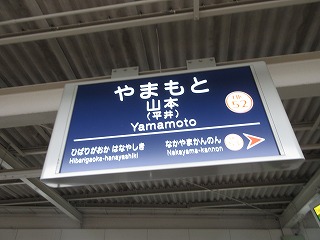 やまもと
山本
(平井)
Yamamoto
HK
52
ひばりがおか はなやしき
Hibarigaoka-hanayashiki
なかやまかんのん
Nakayama-kannon